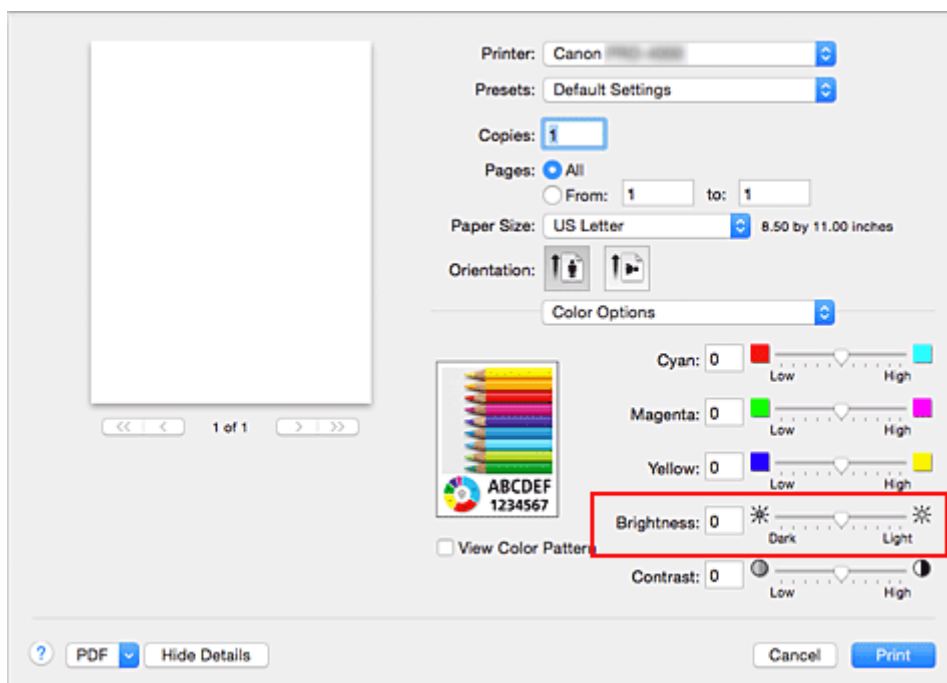 Printer: Canon
Presets: Default Settings
Copies: 1
Pages: All
From: 1 to: 1
Paper Size: US Letter 8.50 by 11.00 inches
Orientation:
Color Options
Cyan: 0
Low High
Magenta: 0
Low High
Yellow: 0
Low High
Brightness: 0
Dark Light
Contrast: 0
Low High
ABCDEF
1234567
View Color Pattern
<< < 1 of 1 > >>
? PDF Hide Details Cancel Print